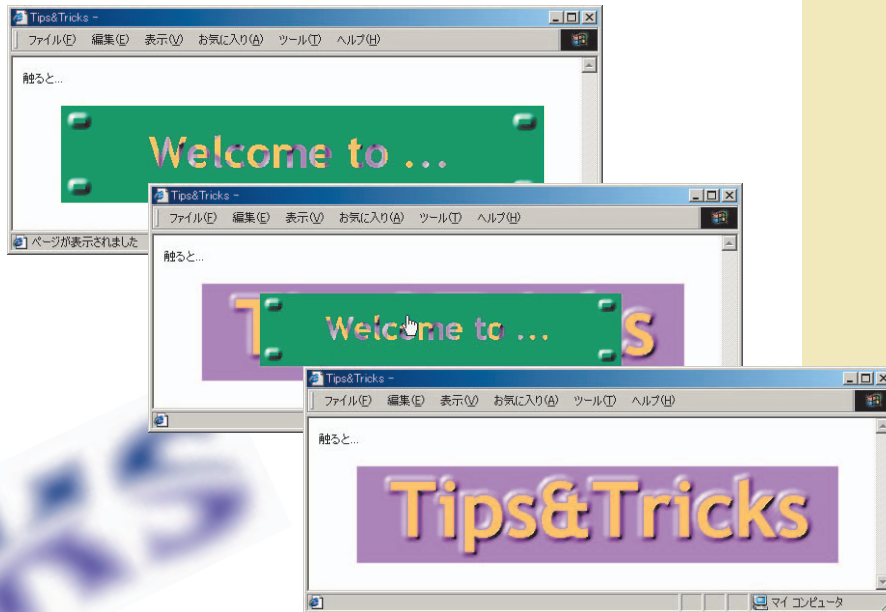 Tips&Tricks -
ファイル(F) 編集(E) 表示(V) お気に入り(A) ツール(T) ヘルプ(H)
触ると...
Welcome to ...
ページが表示されました
Tips&Tricks -
ファイル(F) 編集(E) 表示(V) お気に入り(A) ツール(T) ヘルプ(H)
触ると...
Welcome to ...
Tips&Tricks -
ファイル(F) 編集(E) 表示(V) お気に入り(A) ツール(T) ヘルプ(H)
触ると...
Tips&Tricks
マイ コンピュータ